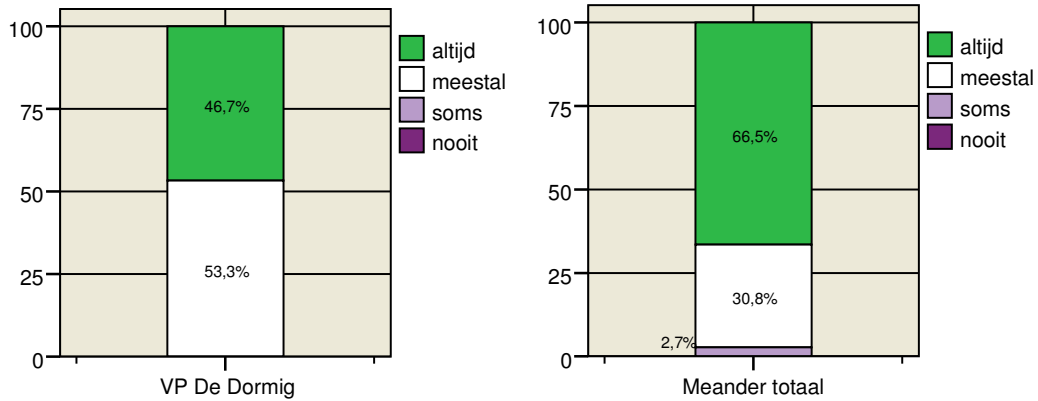 100
75
50
25
0
46,7%
53,3%
VP De Dormig
altijd
meestal
soms
nooit
100
75
50
25
0
66,5%
30,8%
2,7%
Meander totaal
altijd
meestal
soms
nooit